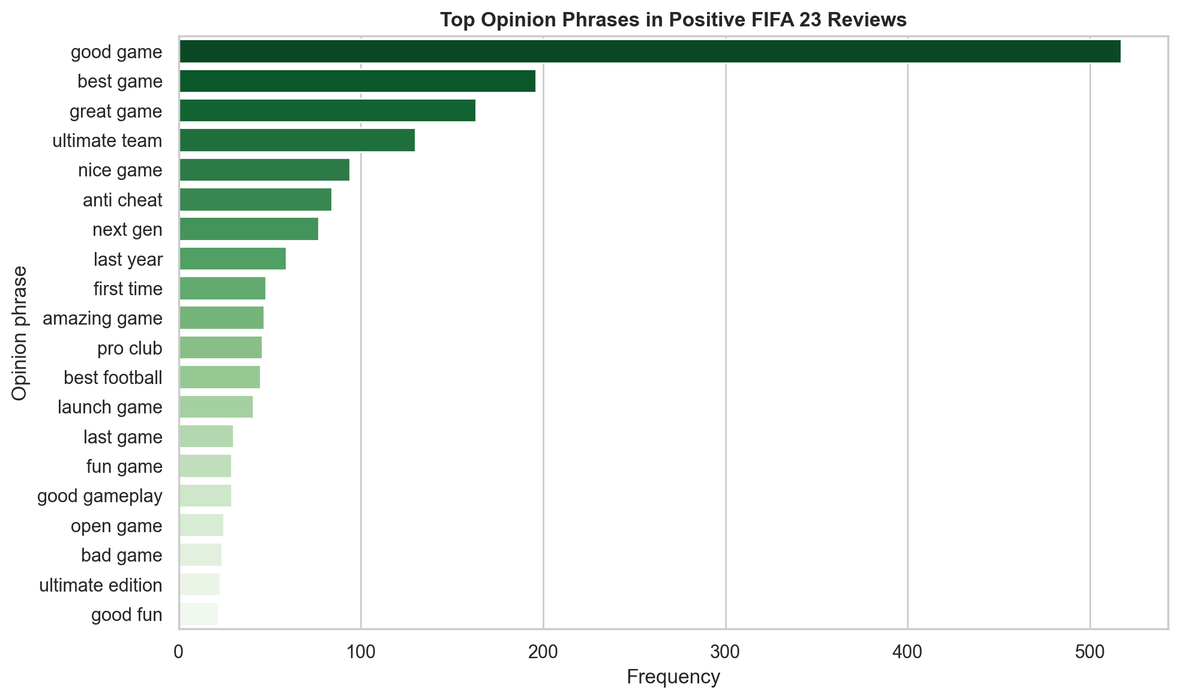 Top Opinion Phrases in Positive FIFA 23 Reviews
Opinion phrase
good game
best game
great game
ultimate team
nice game
anti cheat
next gen
last year
first time
amazing game
pro club
best football
launch game
last game
fun game
good gameplay
open game
bad game
ultimate edition
good fun
0 100 200 300 400 500
Frequency